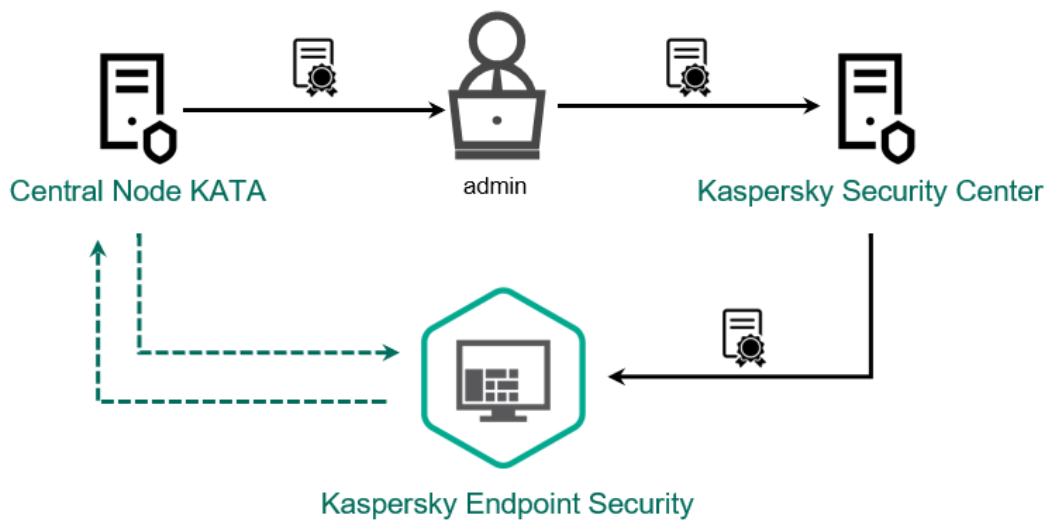 admin
Central Node KATA
Kaspersky Security Center
Kaspersky Endpoint Security